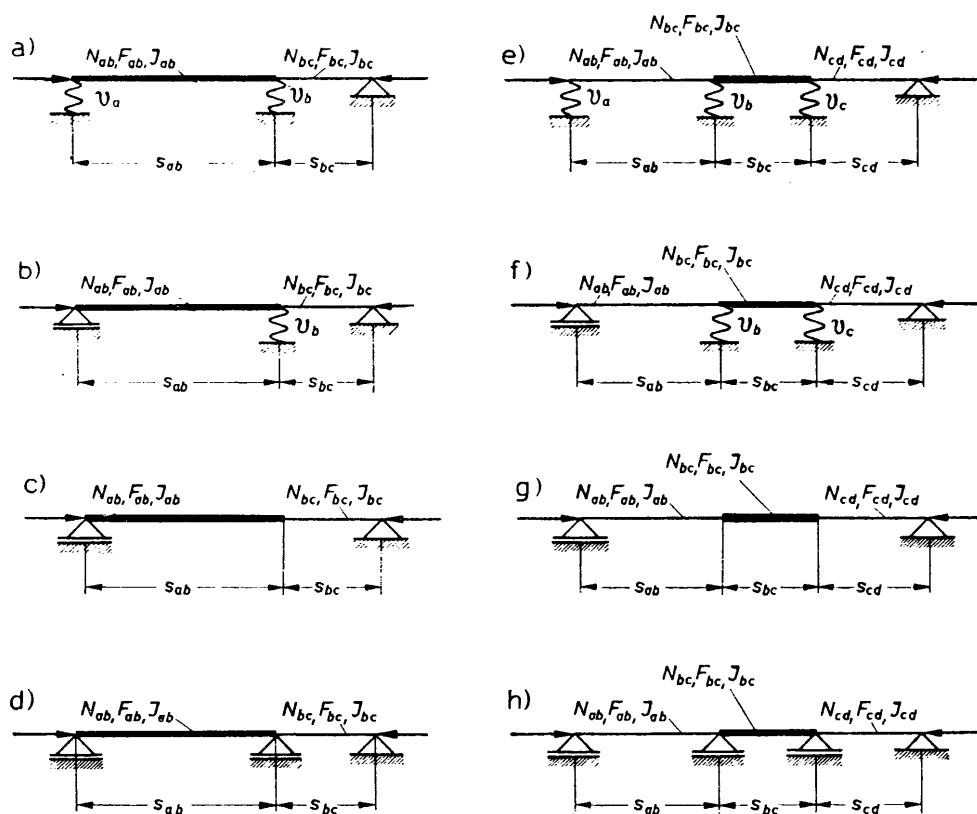 a)
N_ab, F_ab, J_ab N_bc, F_bc, J_bc
υ_a υ_b
s_ab s_bc
b)
N_ab, F_ab, J_ab N_bc, F_bc, J_bc
υ_b
s_ab s_bc
c)
N_ab, F_ab, J_ab N_bc, F_bc, J_bc
s_ab s_bc
d)
N_ab, F_ab, J_ab N_bc, F_bc, J_bc
s_ab s_bc
e)
N_bc, F_bc, J_bc
N_ab, F_ab, J_ab N_cd, F_cd, J_cd
υ_a υ_b υ_c
s_ab s_bc s_cd
f)
N_bc, F_bc, J_bc
N_ab, F_ab, J_ab N_cd, F_cd, J_cd
υ_b υ_c
s_ab s_bc s_cd
g)
N_bc, F_bc, J_bc
N_ab, F_ab, J_ab N_cd, F_cd, J_cd
s_ab s_bc s_cd
h)
N_bc, F_bc, J_bc
N_ab, F_ab, J_ab N_cd, F_cd, J_cd
s_ab s_bc s_cd